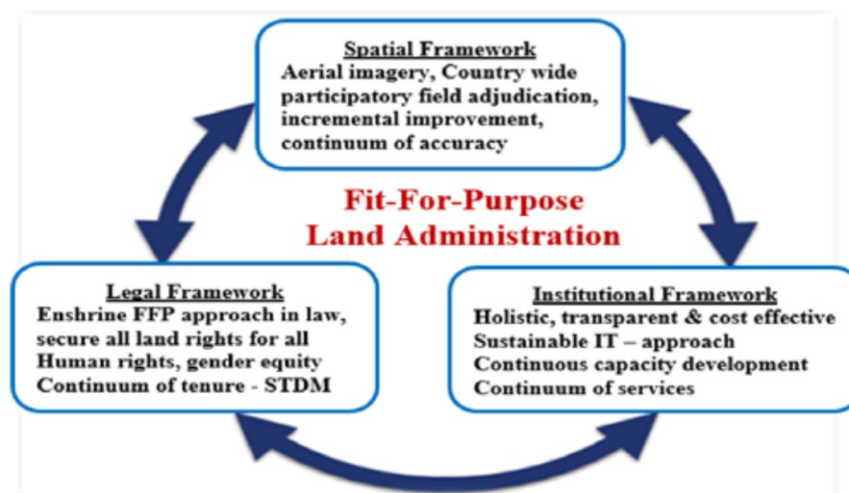 Spatial Framework
Aerial imagery, Country wide
participatory field adjudication,
incremental improvement,
continuum of accuracy
Fit-For-Purpose
Land Administration
Legal Framework
Enshrine FFP approach in law,
secure all land rights for all
Human rights, gender equity
Continuum of tenure - STDM
Institutional Framework
Holistic, transparent & cost effective
Sustainable IT – approach
Continuous capacity development
Continuum of services